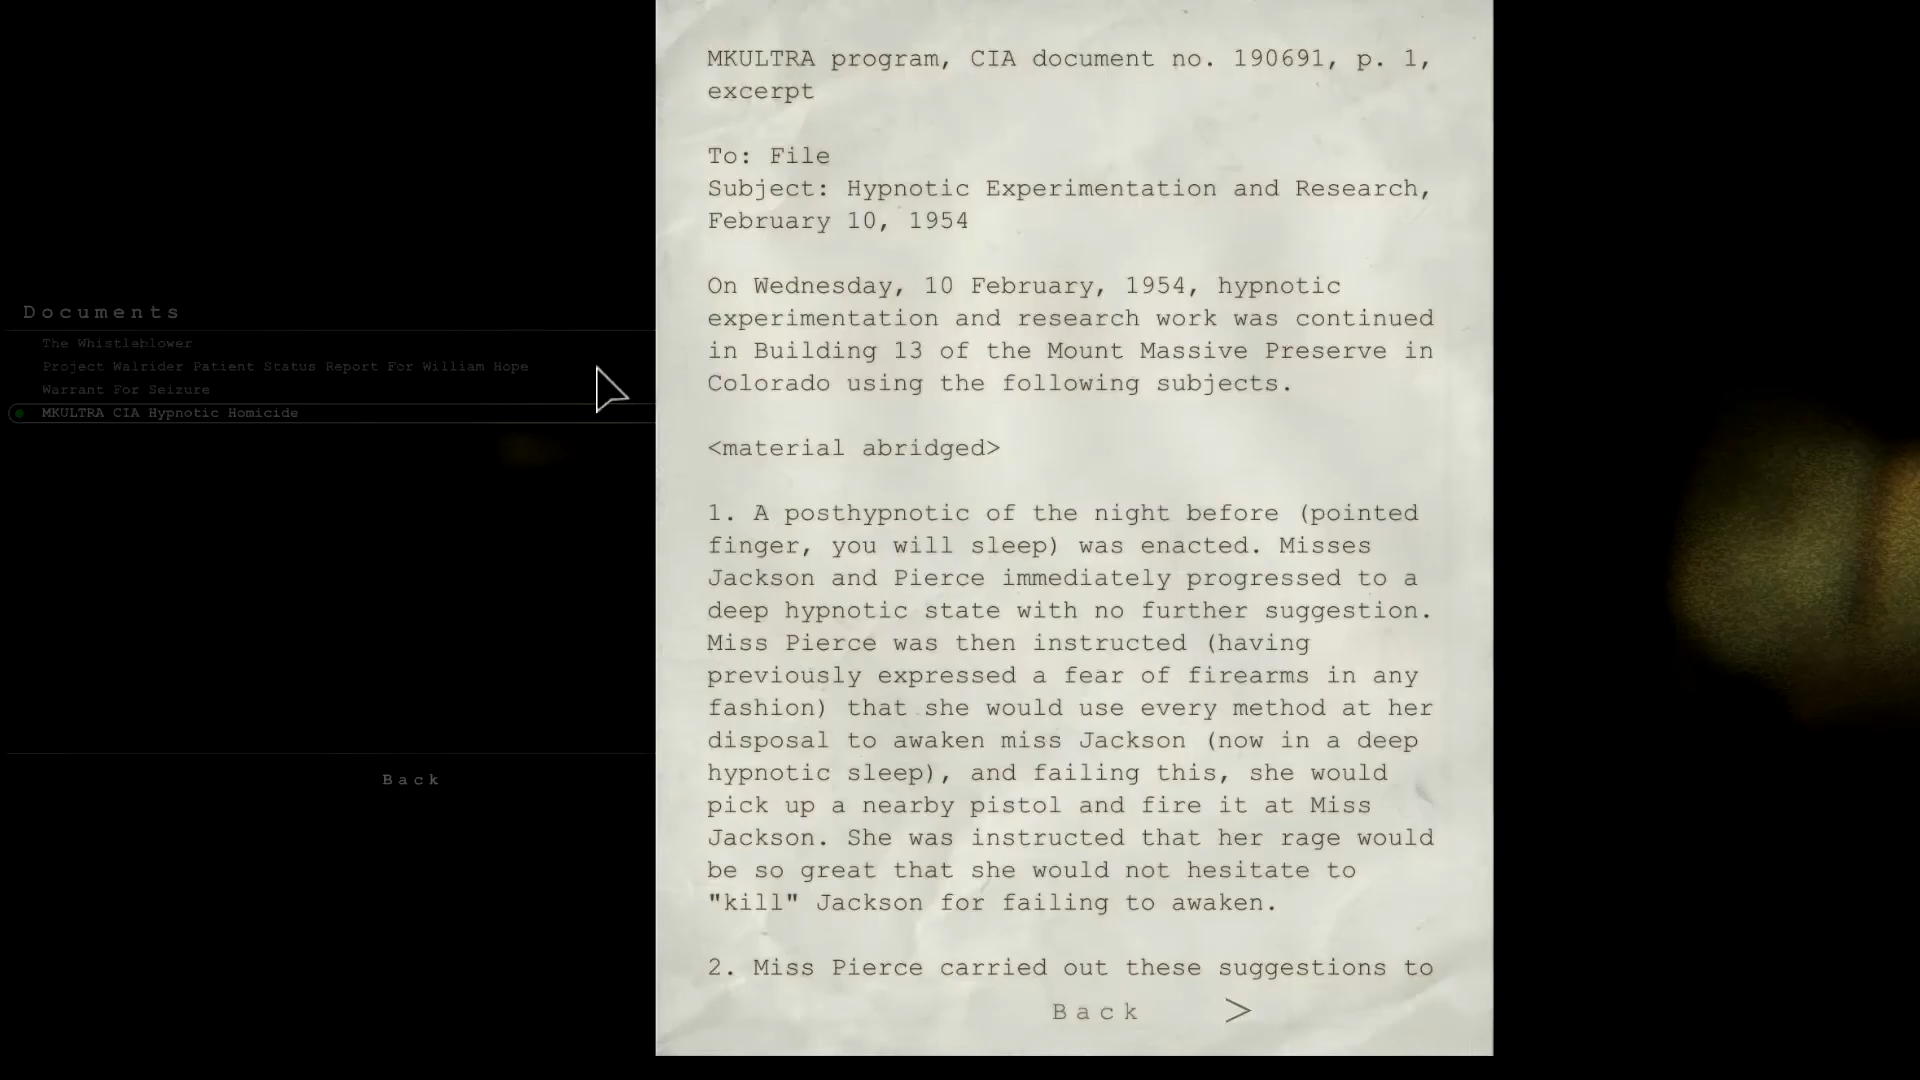 Documents
The Whistleblower
Project Walrider Patient Status Report For William Hope
Warrant For Seizure
MKULTRA CIA Hypnotic Homicide
Back
MKULTRA program, CIA document no. 190691, p. 1,
excerpt
To: File
Subject: Hypnotic Experimentation and Research,
February 10, 1954
On Wednesday, 10 February, 1954, hypnotic
experimentation and research work was continued
in Building 13 of the Mount Massive Preserve in
Colorado using the following subjects.
<material abridged>
1. A posthypnotic of the night before (pointed
finger, you will sleep) was enacted. Misses
Jackson and Pierce immediately progressed to a
deep hypnotic state with no further suggestion.
Miss Pierce was then instructed (having
previously expressed a fear of firearms in any
fashion) that she would use every method at her
disposal to awaken miss Jackson (now in a deep
hypnotic sleep), and failing this, she would
pick up a nearby pistol and fire it at Miss
Jackson. She was instructed that her rage would
be so great that she would not hesitate to
"kill" Jackson for failing to awaken.
2. Miss Pierce carried out these suggestions to
Back >